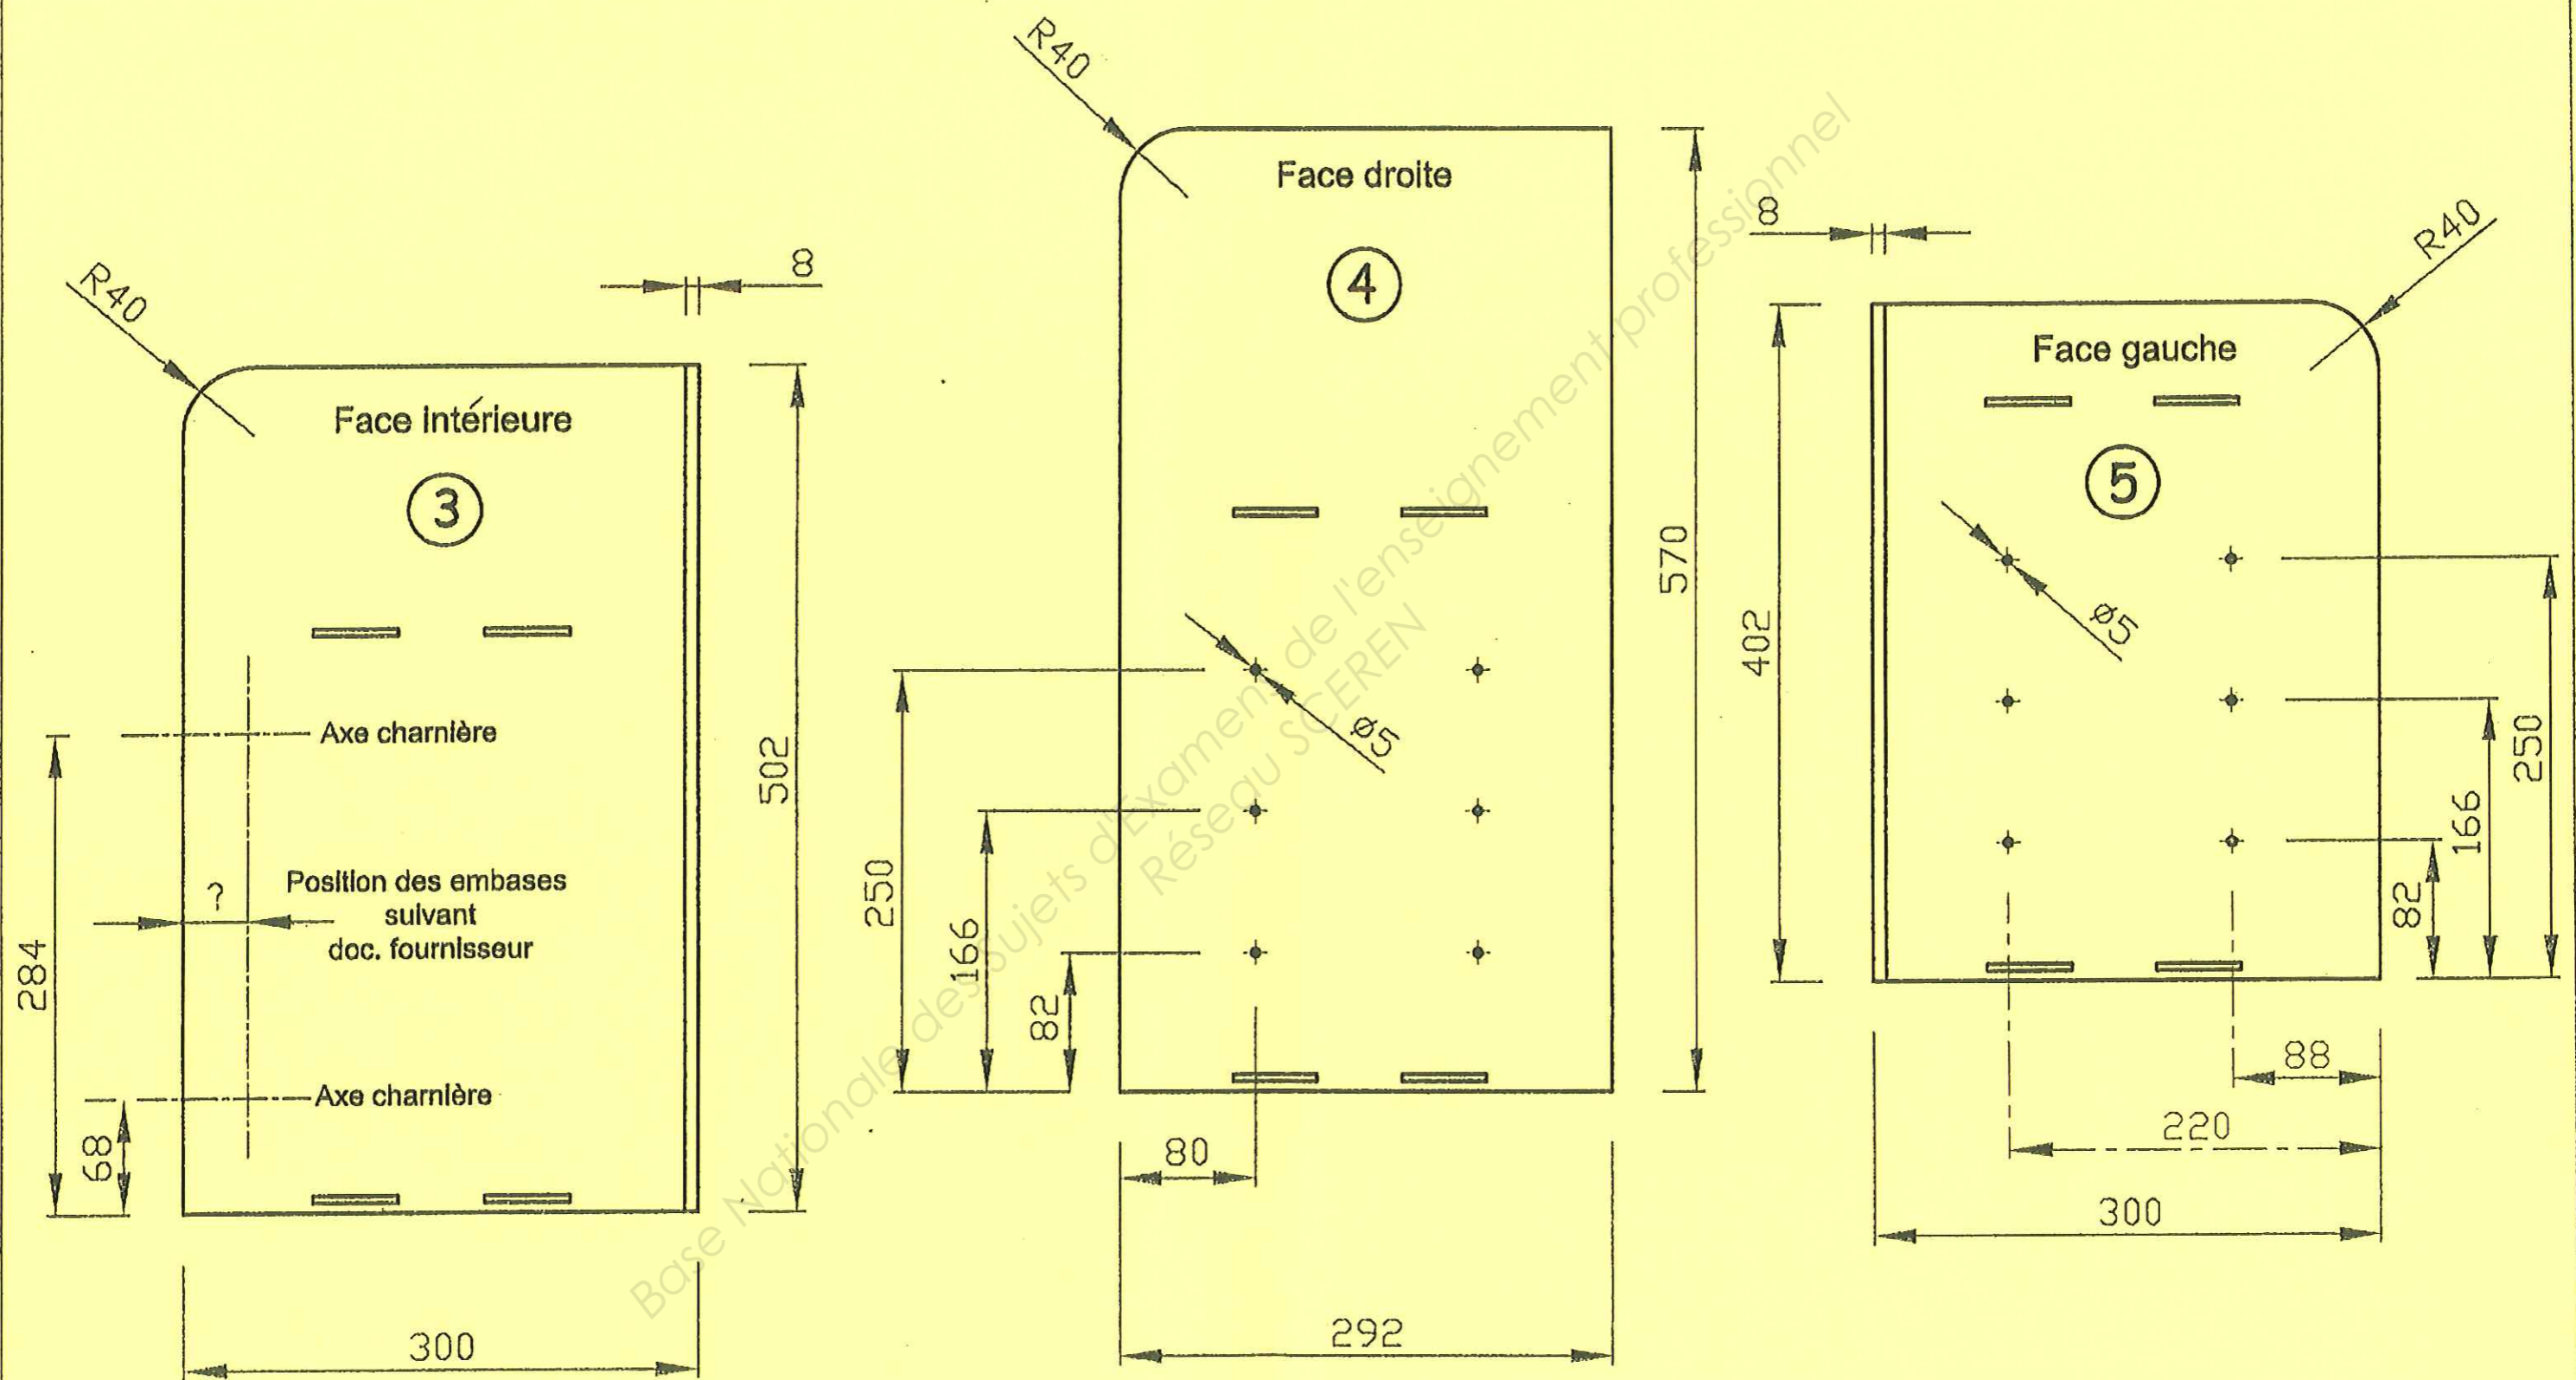 R40
8
Face Intérieure
3
Axe charnière
?
Position des embases
suivant
doc. fournisseur
Axe charnière
284
68
502
300
R40
Face droite
4
ø5
250
166
82
80
570
292
8
R40
Face gauche
5
ø5
402
250
166
82
88
220
300
Base Nationale des sujets d'Examens de l'enseignement professionnel
Réseau SCEREN